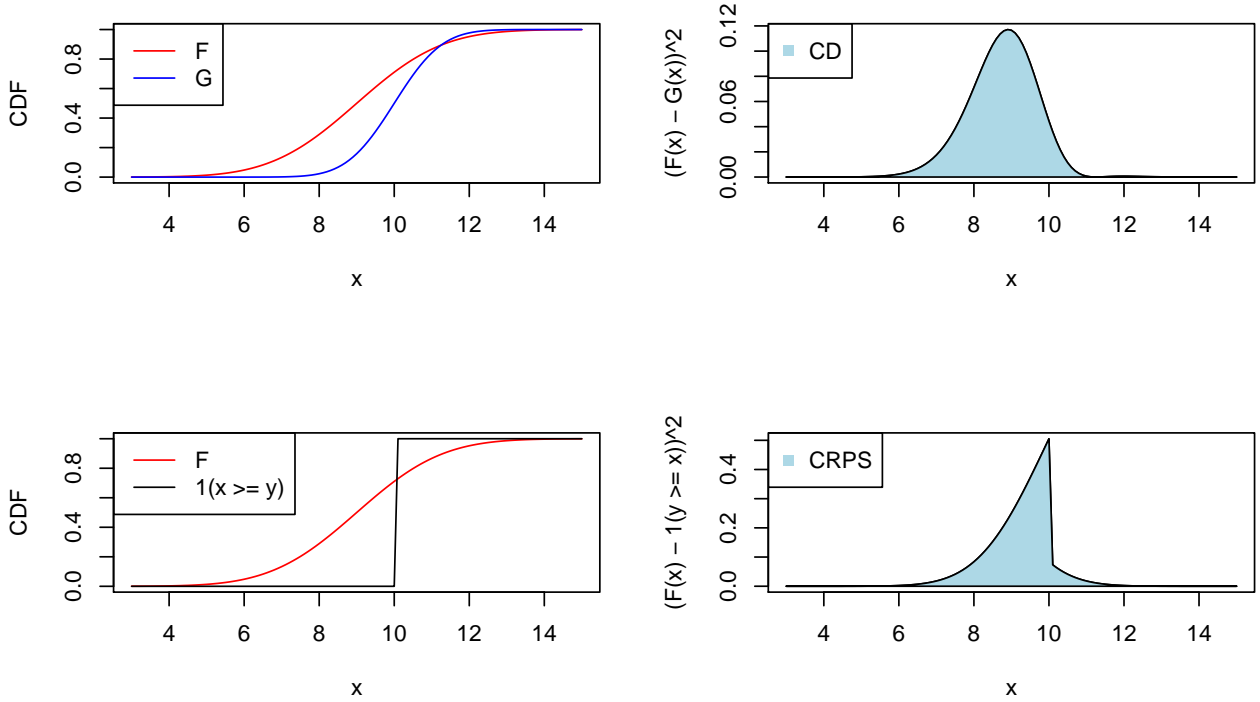 CDF
0.0 0.4 0.8
F
G
4 6 8 10 12 14
x
(F(x) − G(x))^2
0.00 0.06 0.12
CD
4 6 8 10 12 14
x
CDF
0.0 0.4 0.8
F
1(x >= y)
4 6 8 10 12 14
x
(F(x) − 1(y >= x))^2
0.0 0.2 0.4
CRPS
4 6 8 10 12 14
x